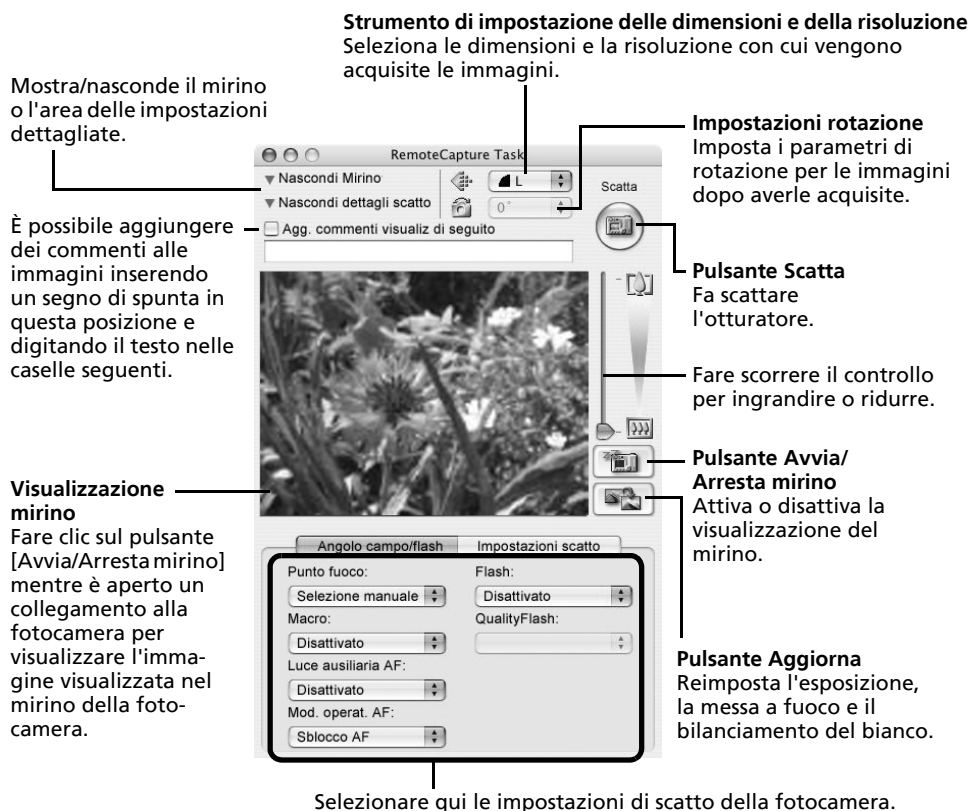 Strumento di impostazione delle dimensioni e della risoluzione
Seleziona le dimensioni e la risoluzione con cui vengono
acquisite le immagini.
Mostra/nasconde il mirino
o l'area delle impostazioni
dettagliate.
Impostazioni rotazione
Imposta i parametri di
rotazione per le immagini
dopo averle acquisite.
RemoteCapture Task
Nascondi Mirino
L
Scatta
Nascondi dettagli scatto
0°
Agg. commenti visualiz di seguito
È possibile aggiungere
dei commenti alle
immagini inserendo
un segno di spunta in
questa posizione e
digitando il testo nelle
caselle seguenti.
Pulsante Scatta
Fa scattare
l'otturatore.
Fare scorrere il controllo
per ingrandire o ridurre.
Pulsante Avvia/
Arresta mirino
Attiva o disattiva la
visualizzazione del
mirino.
Visualizzazione
mirino
Fare clic sul pulsante
[Avvia/Arresta mirino]
mentre è aperto un
collegamento alla
fotocamera per
visualizzare l'imma-
gine visualizzata nel
mirino della foto-
camera.
Angolo campo/flash
Impostazioni scatto
Punto fuoco:
Selezione manuale
Macro:
Disattivato
Luce ausiliaria AF:
Disattivato
Mod. operat. AF:
Sblocco AF
Flash:
Disattivato
QualityFlash:
Pulsante Aggiorna
Reimposta l'esposizione,
la messa a fuoco e il
bilanciamento del bianco.
Selezionare qui le impostazioni di scatto della fotocamera.